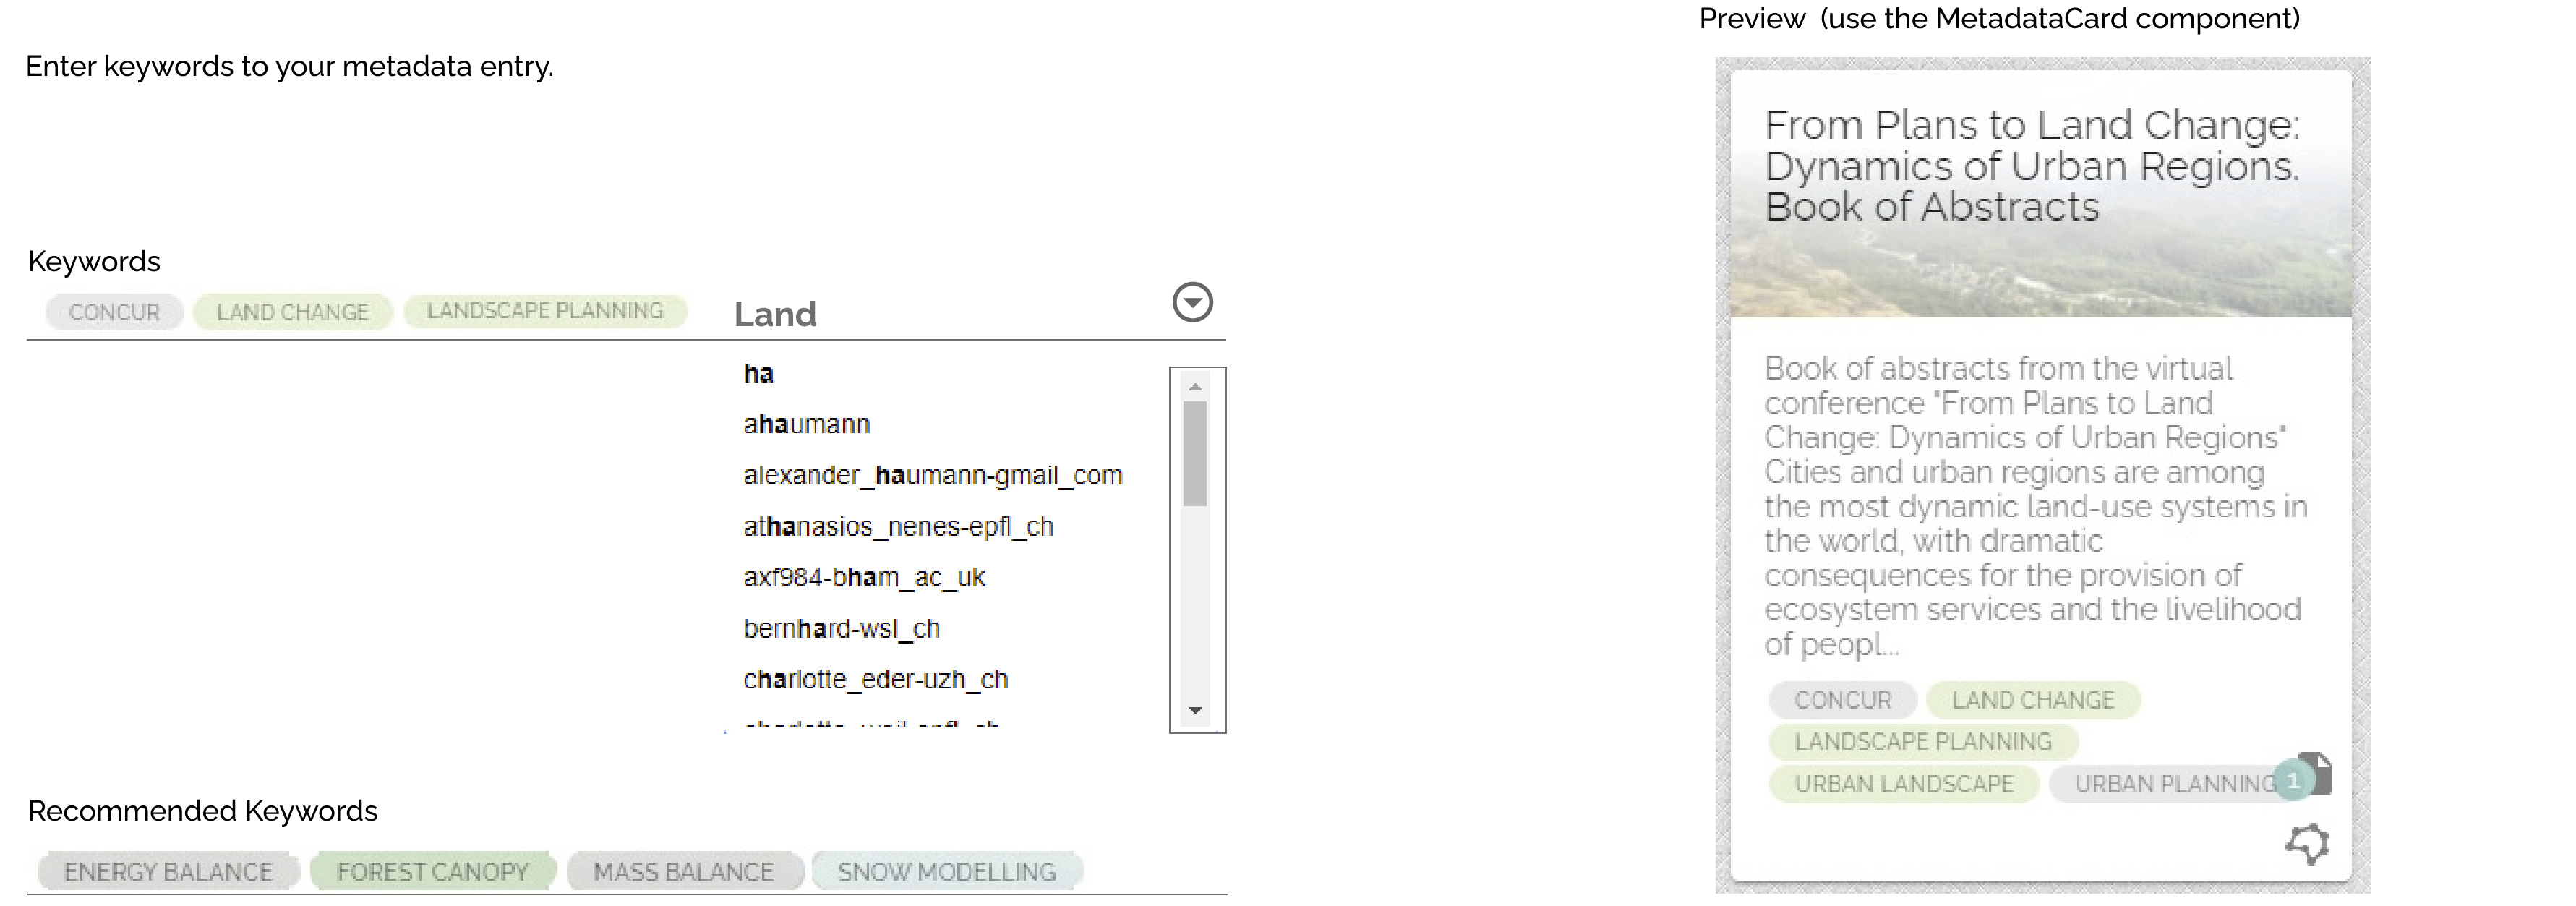 Enter keywords to your metadata entry.
Keywords
CONCUR LAND CHANGE LANDSCAPE PLANNING Land
ha
ahaumann
alexander_haumann-gmail_com
athanasios_nenes-epfl_ch
axf984-bham_ac_uk
bernhard-wsl_ch
charlotte_eder-uzh_ch
Recommended Keywords
ENERGY BALANCE FOREST CANOPY MASS BALANCE SNOW MODELLING
Preview (use the MetadataCard component)
From Plans to Land Change:
Dynamics of Urban Regions.
Book of Abstracts
Book of abstracts from the virtual
conference "From Plans to Land
Change: Dynamics of Urban Regions"
Cities and urban regions are among
the most dynamic land-use systems in
the world, with dramatic
consequences for the provision of
ecosystem services and the livelihood
of peopl...
CONCUR LAND CHANGE
LANDSCAPE PLANNING
URBAN LANDSCAPE URBAN PLANNING 1